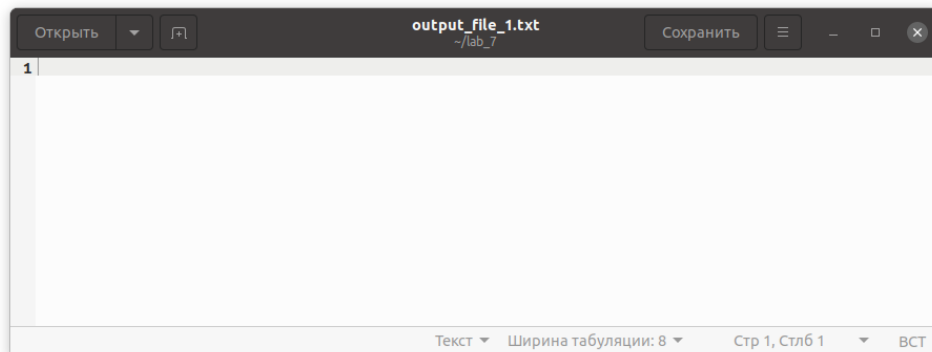 Открыть
output_file_1.txt
~/lab_7
Сохранить
1
Текст Ширина табуляции: 8 Стр 1, Стлб 1 ВСТ